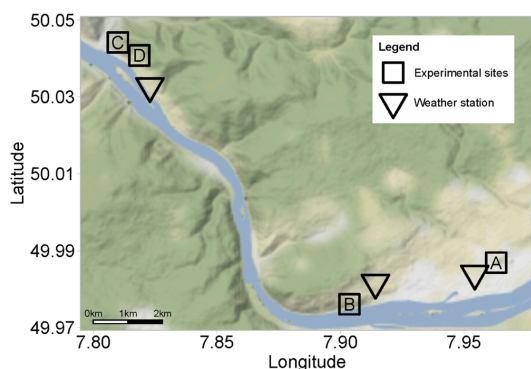 50.05
50.03
50.01
49.99
49.97
Latitude
C
D
Legend
Experimental sites
Weather station
A
B
0km 1km 2km
7.80 7.85 7.90 7.95
Longitude